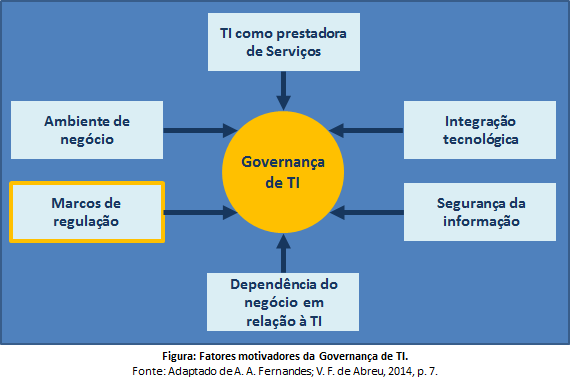 TI como prestadora
de Serviços
Ambiente de
negócio
Integração
tecnológica
Governança
de TI
Marcos de
regulação
Segurança da
informação
Dependência do
negócio em
relação à TI
Figura: Fatores motivadores da Governança de TI.
Fonte: Adaptado de A. A. Fernandes; V. F. de Abreu, 2014, p. 7.